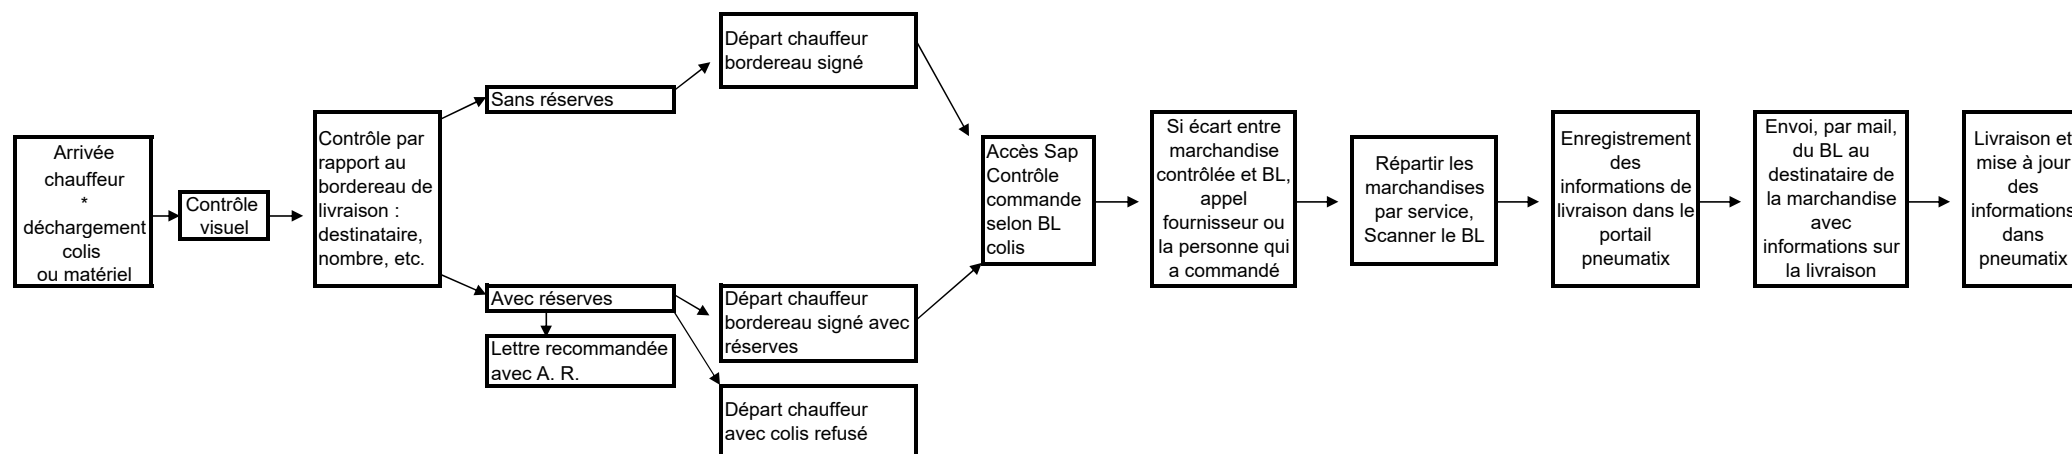 Arrivée
chauffeur
*
déchargement
colis
ou matériel
Contrôle
visuel
Contrôle par
rapport au
bordereau de
livraison :
destinataire,
nombre, etc.
Sans réserves
Départ chauffeur
bordereau signé
Avec réserves
Lettre recommandée
avec A. R.
Départ chauffeur
bordereau signé avec
réserves
Départ chauffeur
avec colis refusé
Accès Sap
Contrôle
commande
selon BL
colis
Si écart entre
marchandise
contrôlée et BL,
appel
fournisseur ou
la personne qui
a commandé
Répartir les
marchandises
par service,
Scanner le BL
Enregistrement
des
informations de
livraison dans le
portail
pneumatix
Envoi, par mail,
du BL au
destinataire de
la marchandise
avec
informations sur
la livraison
Livraison et
mise à jour
des
informations
dans
pneumatix